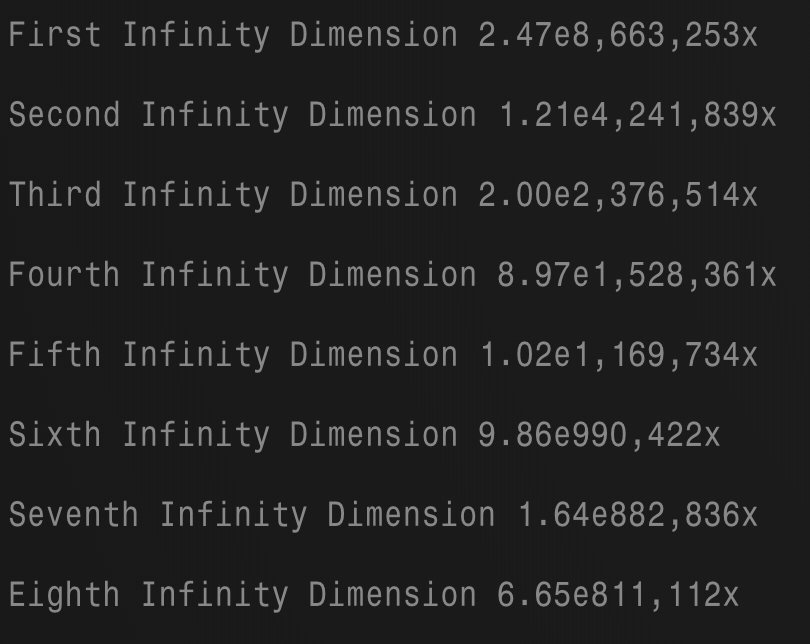 First Infinity Dimension 2.47e8,663,253x
Second Infinity Dimension 1.21e4,241,839x
Third Infinity Dimension 2.00e2,376,514x
Fourth Infinity Dimension 8.97e1,528,361x
Fifth Infinity Dimension 1.02e1,169,734x
Sixth Infinity Dimension 9.86e990,422x
Seventh Infinity Dimension 1.64e882,836x
Eighth Infinity Dimension 6.65e811,112x